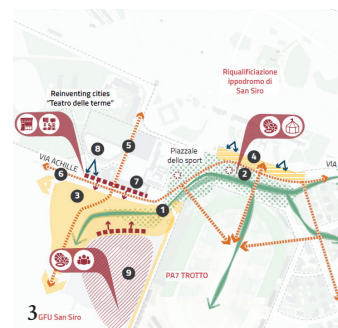 Riqualificiazione
ippodromo di
San Siro
Reinventing cities
"Teatro delle terme"
8
5
Piazzale
dello sport
4
VIA ACHILLE
6
7
2
VIA
3
1
9
PA7 TROTTO
3 GFU San Siro